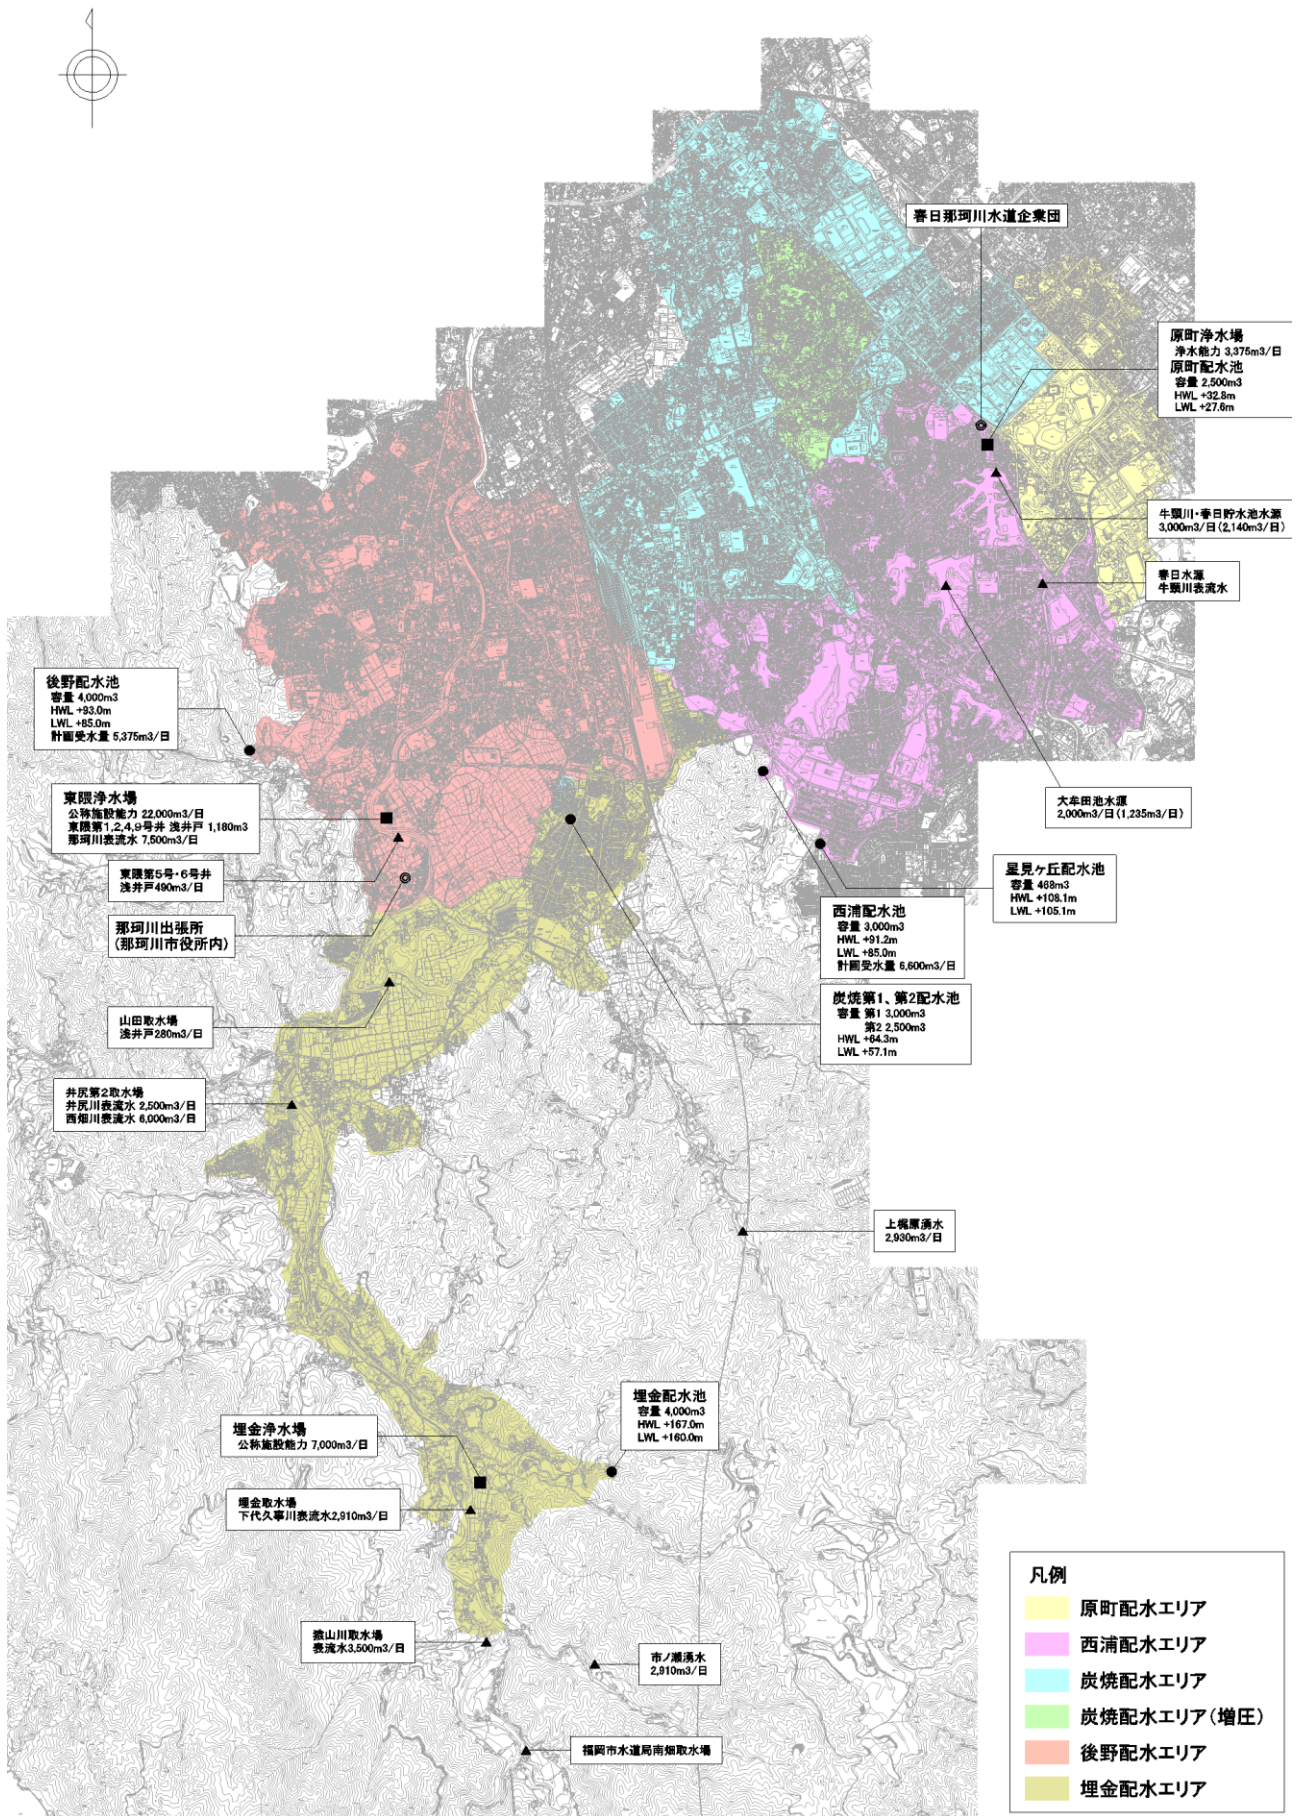 春日那珂川水道企業団
原町浄水場
浄水能力 3,375m3/日
原町配水池
容量 2,500m3
HWL +32.8m
LWL +27.6m
牛頸川・春日貯水池水源
3,000m3/日(2,140m3/日)
春日水源
牛頸川表流水
後野配水池
容量 4,000m3
HWL +93.0m
LWL +85.0m
計画受水量 5,375m3/日
東隈浄水場
公称施設能力 22,000m3/日
東隈第1,2,4,9号井 浅井戸 1,180m3
那珂川表流水 7,500m3/日
東隈第5号・6号井
浅井戸490m3/日
那珂川出張所
(那珂川市役所内)
大牟田池水源
2,000m3/日(1,235m3/日)
星見ヶ丘配水池
容量 468m3
HWL +108.1m
LWL +105.1m
西浦配水池
容量 3,000m3
HWL +91.2m
LWL +85.0m
計画受水量 6,600m3/日
炭焼第1、第2配水池
容量 第1 3,000m3
第2 2,500m3
HWL +64.3m
LWL +57.1m
山田取水場
浅井戸280m3/日
井尻第2取水場
井尻川表流水 2,500m3/日
西畑川表流水 6,000m3/日
上梶原湧水
2,930m3/日
埋金配水池
容量 4,000m3
HWL +167.0m
LWL +160.0m
埋金浄水場
公称施設能力 7,000m3/日
埋金取水場
下代久事川表流水2,910m3/日
表流水3,500m3/日
市ノ瀬湧水
2,910m3/日
福岡市水道局南畑取水場
凡例
原町配水エリア
西浦配水エリア
炭焼配水エリア
炭焼配水エリア(増圧)
後野配水エリア
埋金配水エリア